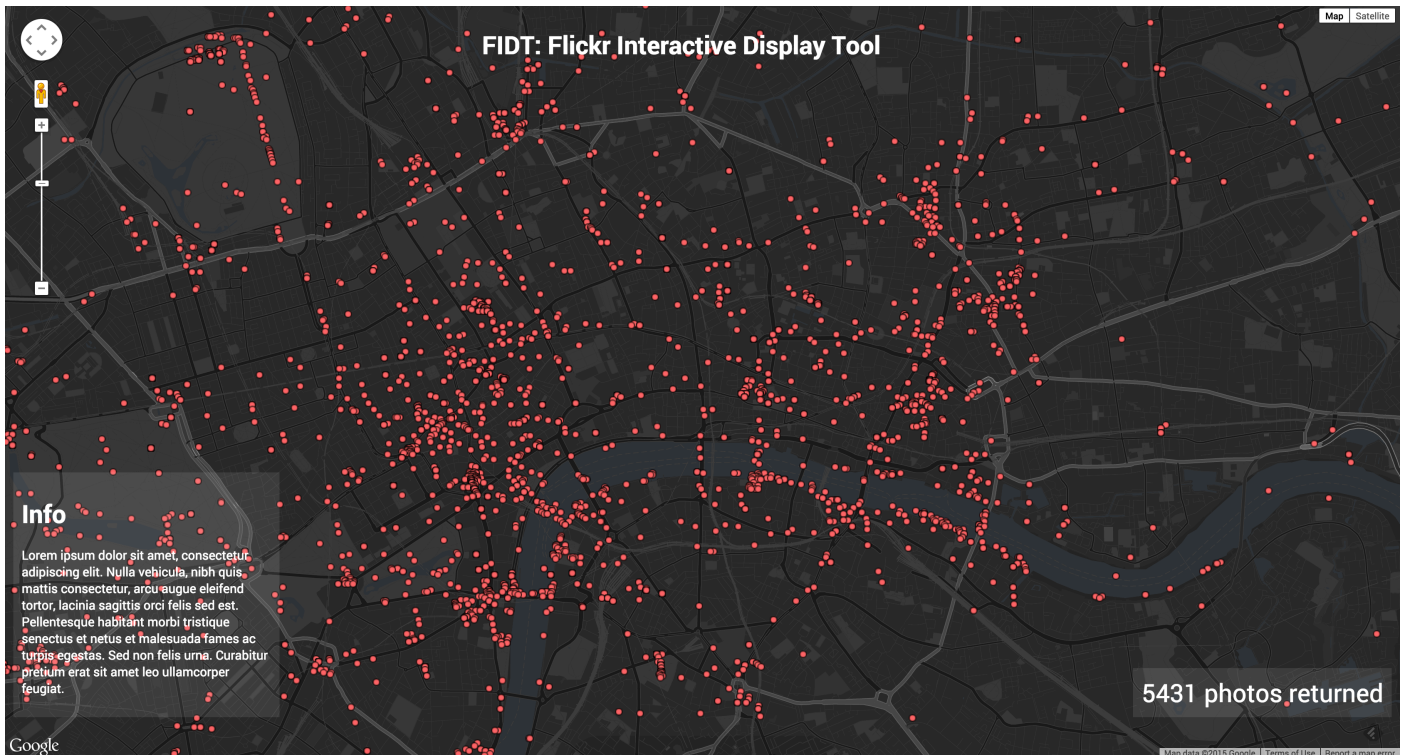 Map Satellite
FIDT: Flickr Interactive Display Tool
Info
Lorem ipsum dolor sit amet, consectetur
adipiscing elit. Nulla vehicula, nibh quis
mattis consectetur, arcu augue eleifend
tortor, lacinia sagittis orci felis sed est.
Pellentesque habitant morbi tristique
senectus et netus et malesuada fames ac
turpis egestas. Sed non felis urna. Curabitur
pretium erat sit amet leo ullamcorper
feugiat.
5431 photos returned
Google
Map data ©2015 Google Terms of Use Report a map error